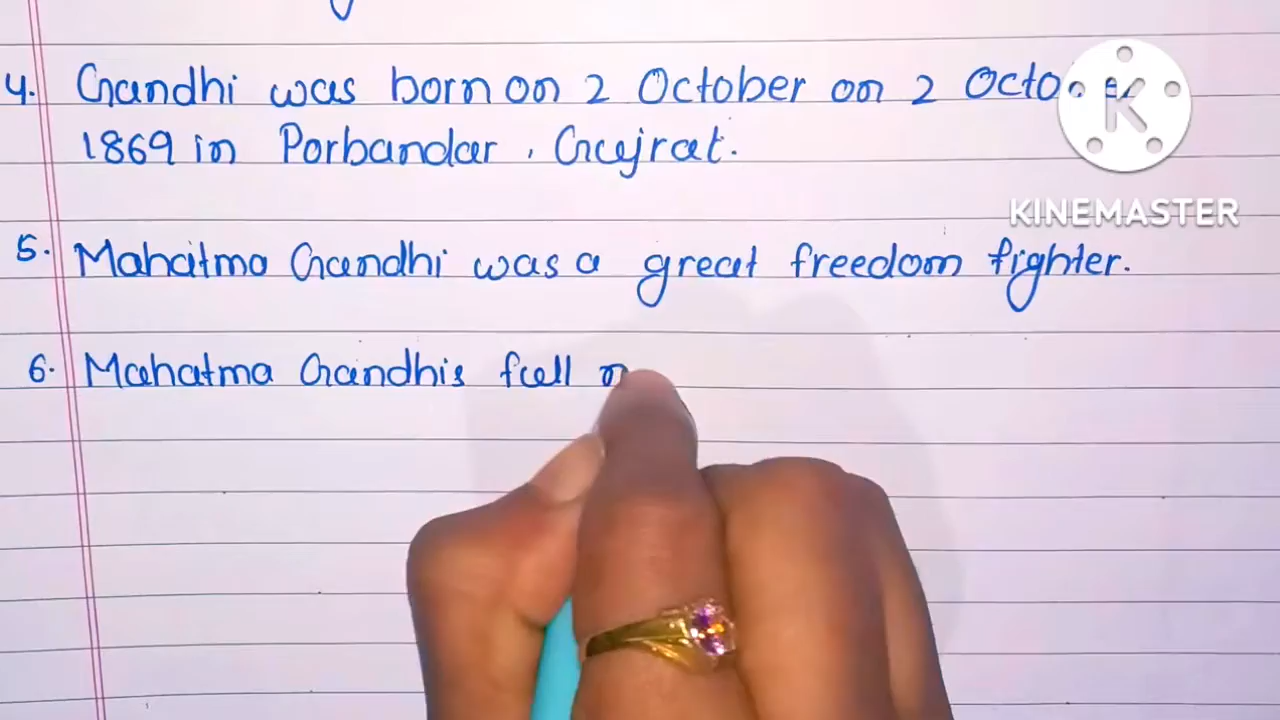 4. Gandhi was born on 2 October on 2 October
1869 in Porbandar, Gujrat.
5. Mahatma Gandhi was a great freedom fighter.
6. Mahatma Gandhis full n
K
KINEMASTER